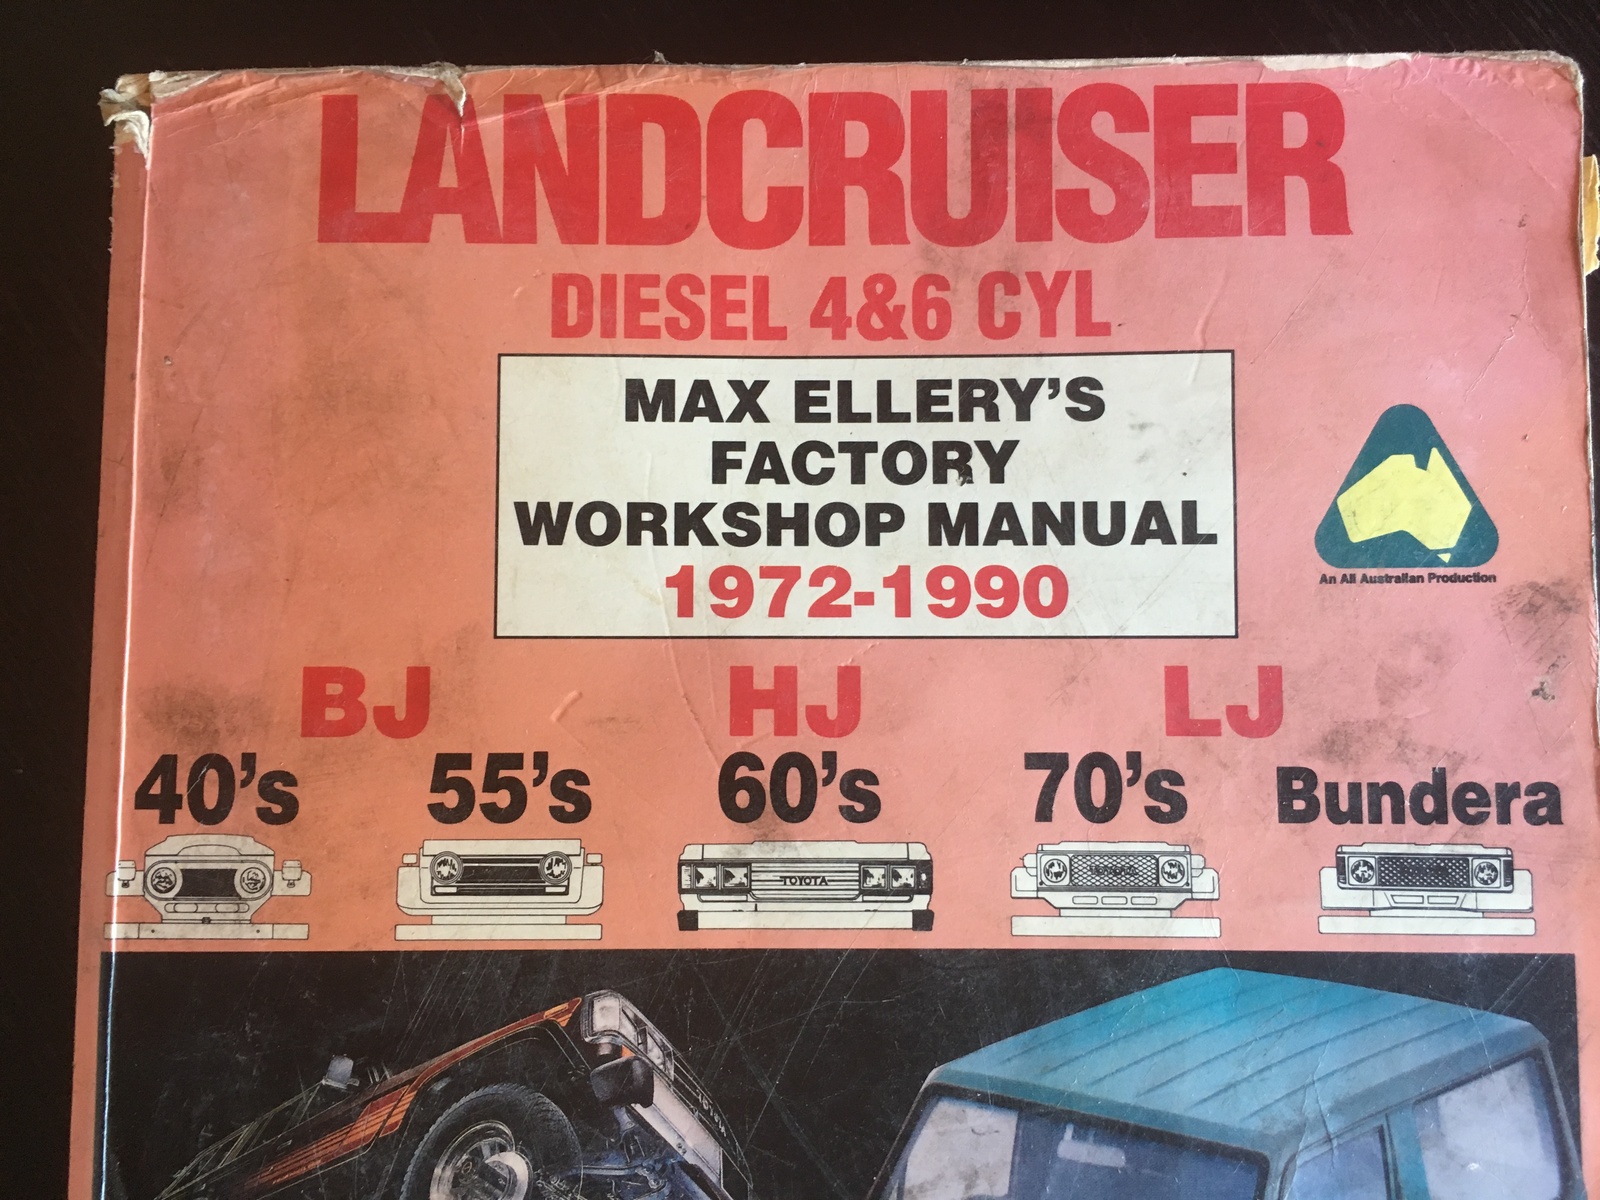 LANDCRUISER
DIESEL 4&6 CYL
MAX ELLERY'S
FACTORY
WORKSHOP MANUAL
1972-1990
An All Australian Production
BJ HJ LJ
40's 55's 60's 70's Bundera
TOYOTA